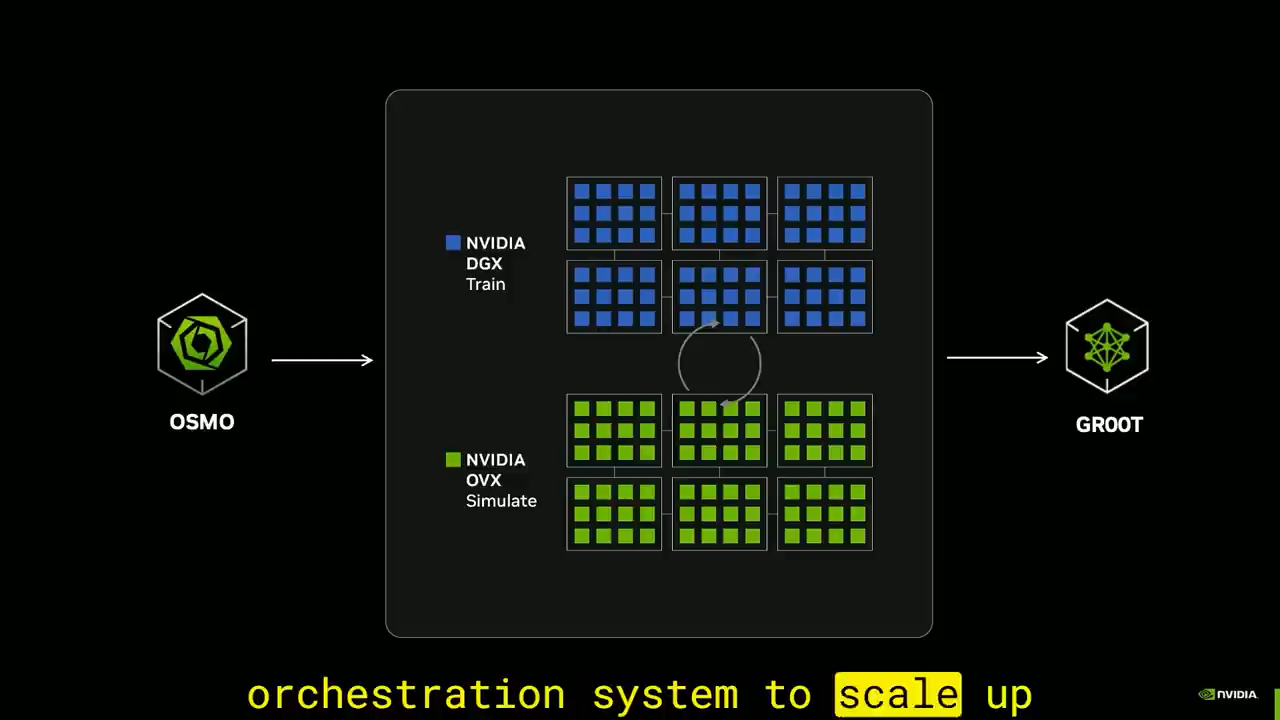 NVIDIA
DGX
Train
OSMO
GROOT
NVIDIA
OVX
Simulate
orchestration system to scale up
NVIDIA